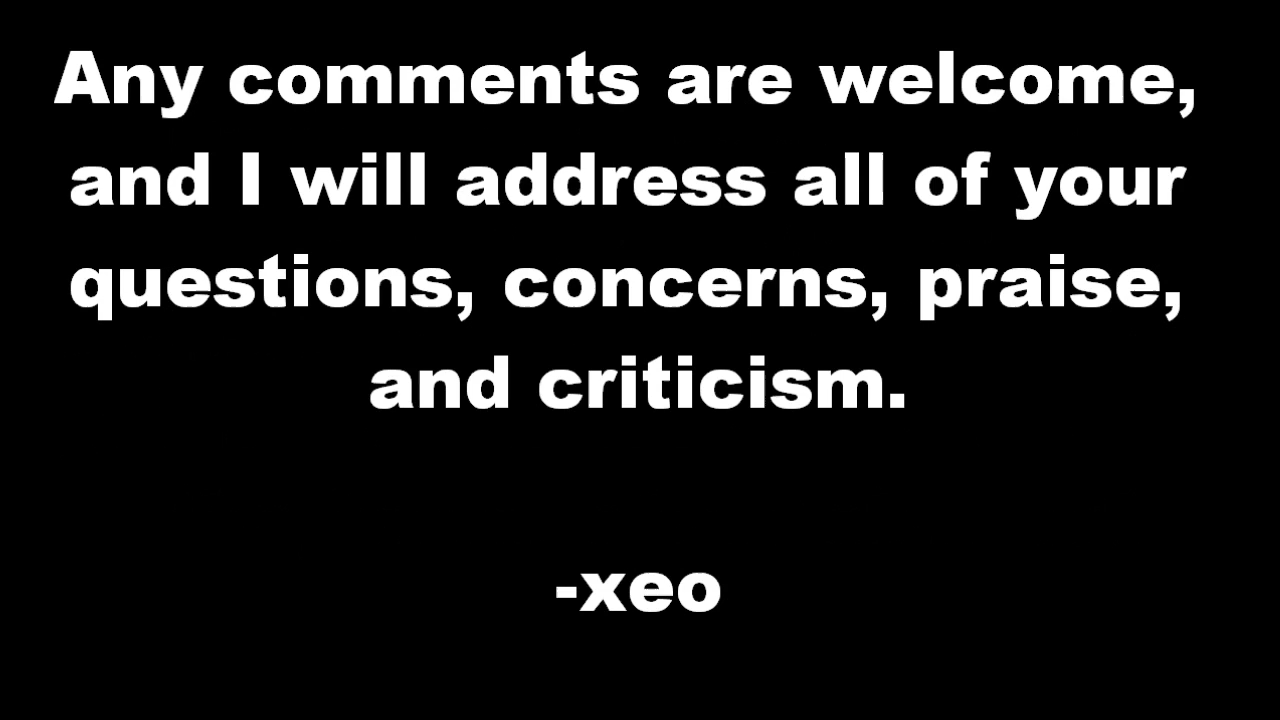 Any comments are welcome,
and I will address all of your
questions, concerns, praise,
and criticism.
-xeo